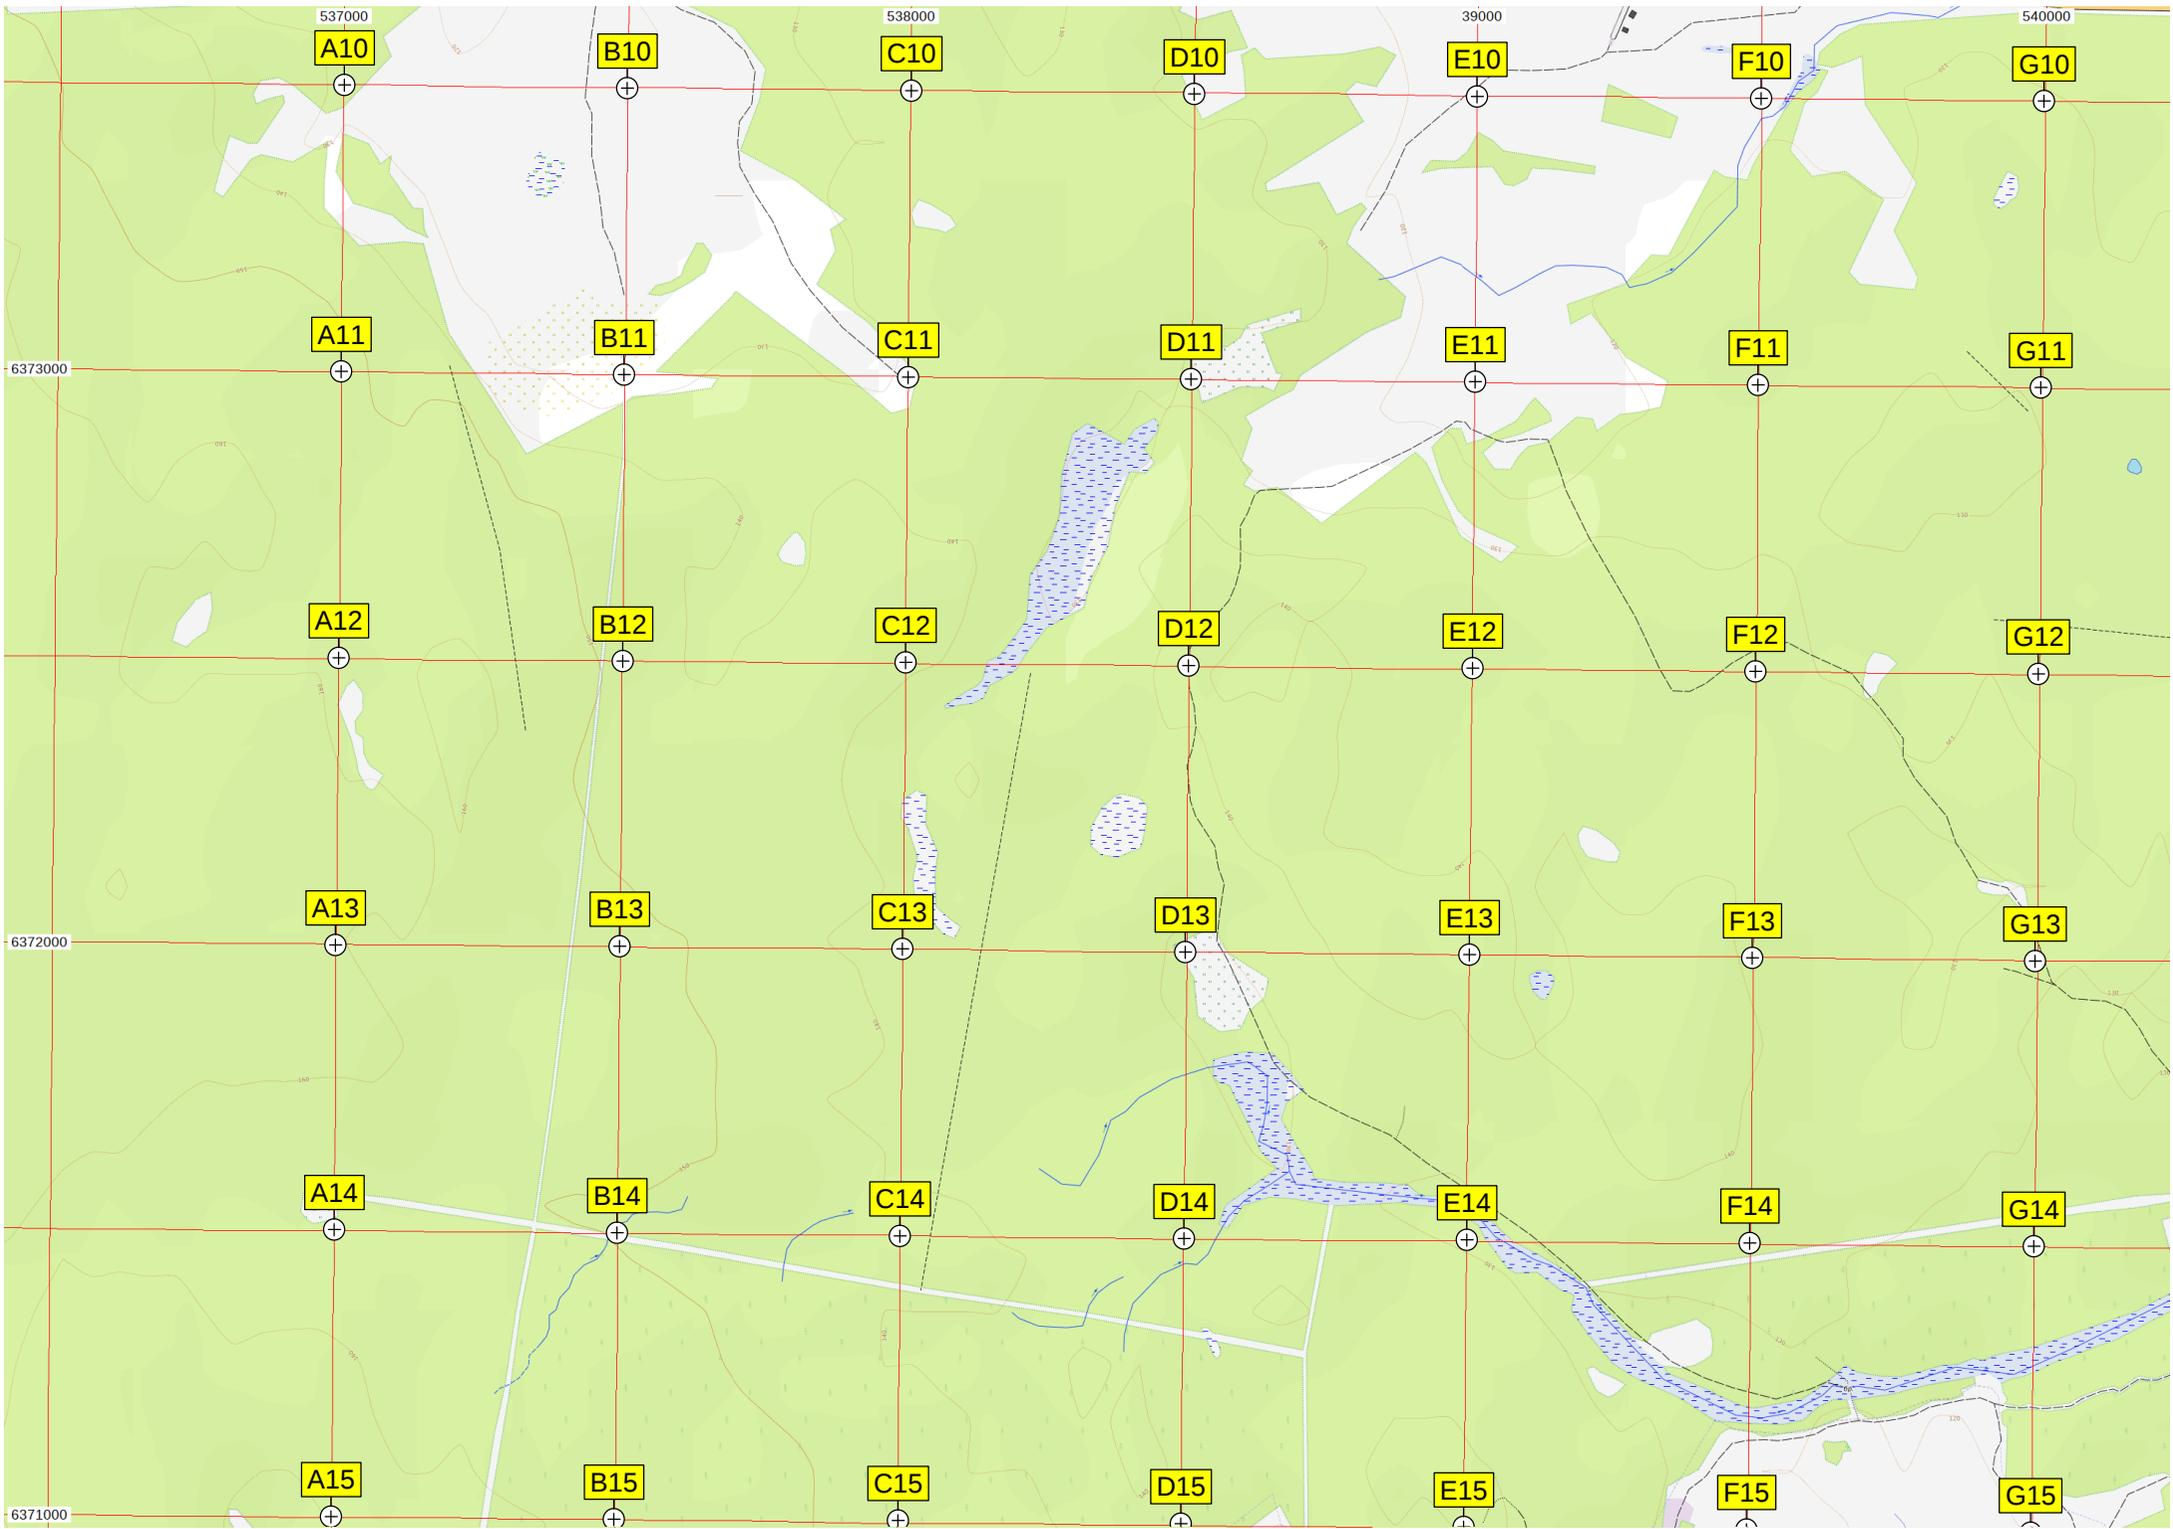 537000 538000 39000 540000
A10 B10 C10 D10 E10 F10 G10
A11 B11 C11 D11 E11 F11 G11
6373000
A12 B12 C12 D12 E12 F12 G12
A13 B13 C13 D13 E13 F13 G13
6372000
A14 B14 C14 D14 E14 F14 G14
A15 B15 C15 D15 E15 F15 G15
6371000